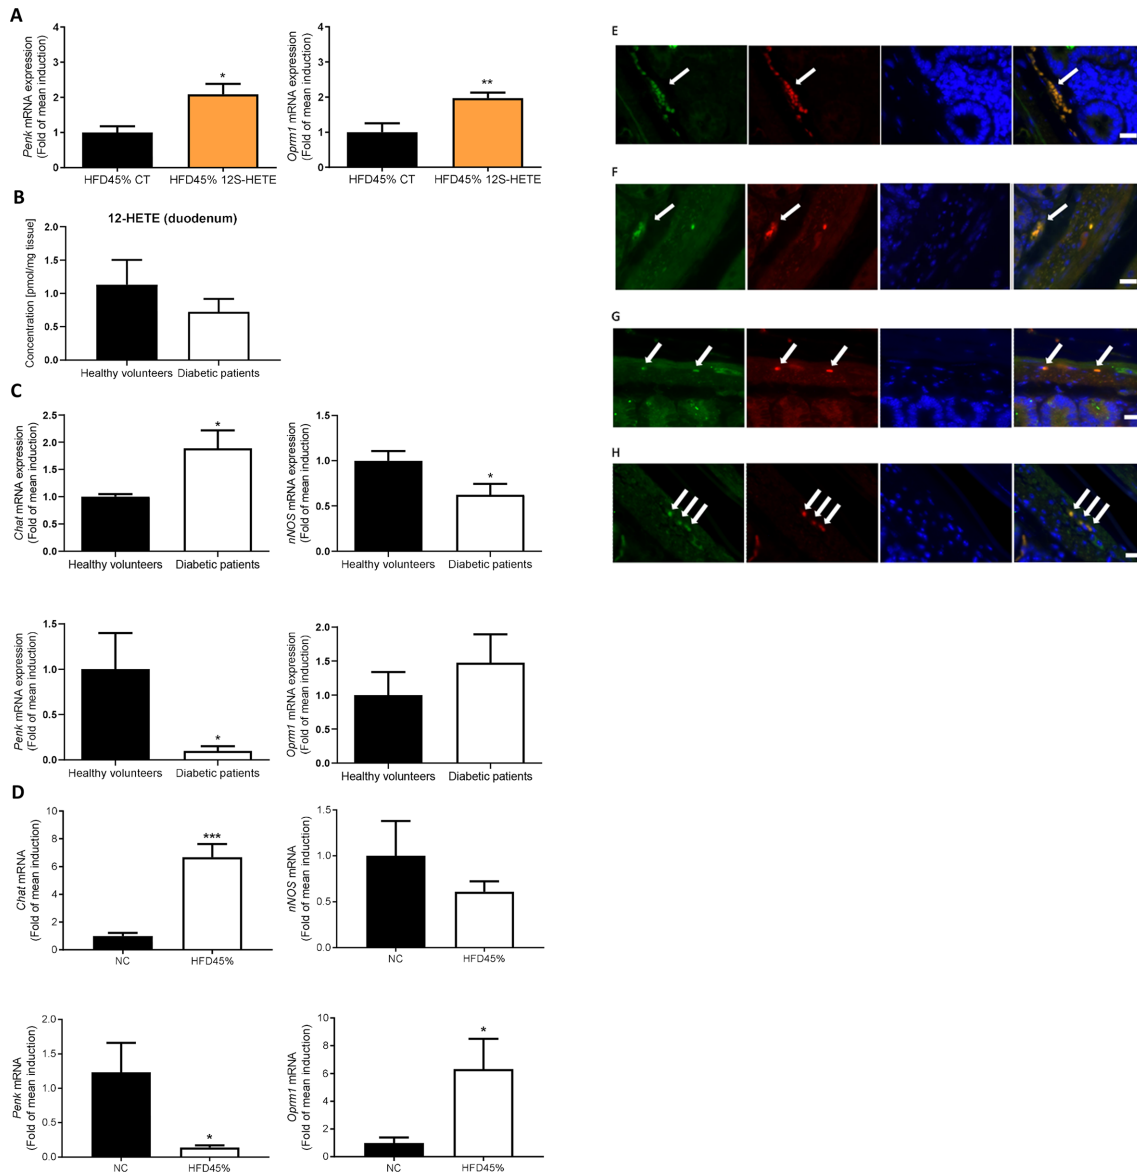 A
Penk mRNA expression
(Fold of mean induction)
4
3
2
1
0
*
HFD45% CT
HFD45% 12S-HETE
Oprm1 mRNA expression
(Fold of mean induction)
4
3
2
1
0
**
HFD45% CT
HFD45% 12S-HETE
B
12-HETE (duodenum)
Concentration [pmol/mg tissue]
2.0
1.5
1.0
0.5
0.0
Healthy volunteers
Diabetic patients
C
Chat mRNA expression
(Fold of mean induction)
2.5
2.0
1.5
1.0
0.5
0.0
*
Healthy volunteers
Diabetic patients
nNOS mRNA expression
(Fold of mean induction)
1.5
1.0
0.5
0.0
*
Healthy volunteers
Diabetic patients
Penk mRNA expression
(Fold of mean induction)
1.5
1.0
0.5
0.0
*
Healthy volunteers
Diabetic patients
Oprm1 mRNA expression
(Fold of mean induction)
2.0
1.5
1.0
0.5
0.0
Healthy volunteers
Diabetic patients
D
Chat mRNA
(Fold of mean induction)
10
8
6
4
2
0
***
NC
HFD45%
nNOS mRNA
(Fold of mean induction)
1.5
1.0
0.5
0.0
NC
HFD45%
Penk mRNA
(Fold of mean induction)
2.0
1.5
1.0
0.5
0.0
*
NC
HFD45%
Oprm1 mRNA
(Fold of mean induction)
10
8
6
4
2
0
*
NC
HFD45%
E
F
G
H